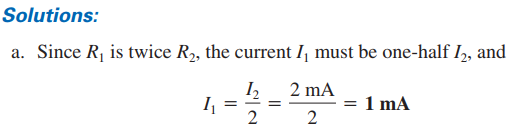 Solutions:
a. Since R₁ is twice R₂, the current I₁ must be one-half I₂, and
I₁ = I₂/2 = 2 mA/2 = 1 mA